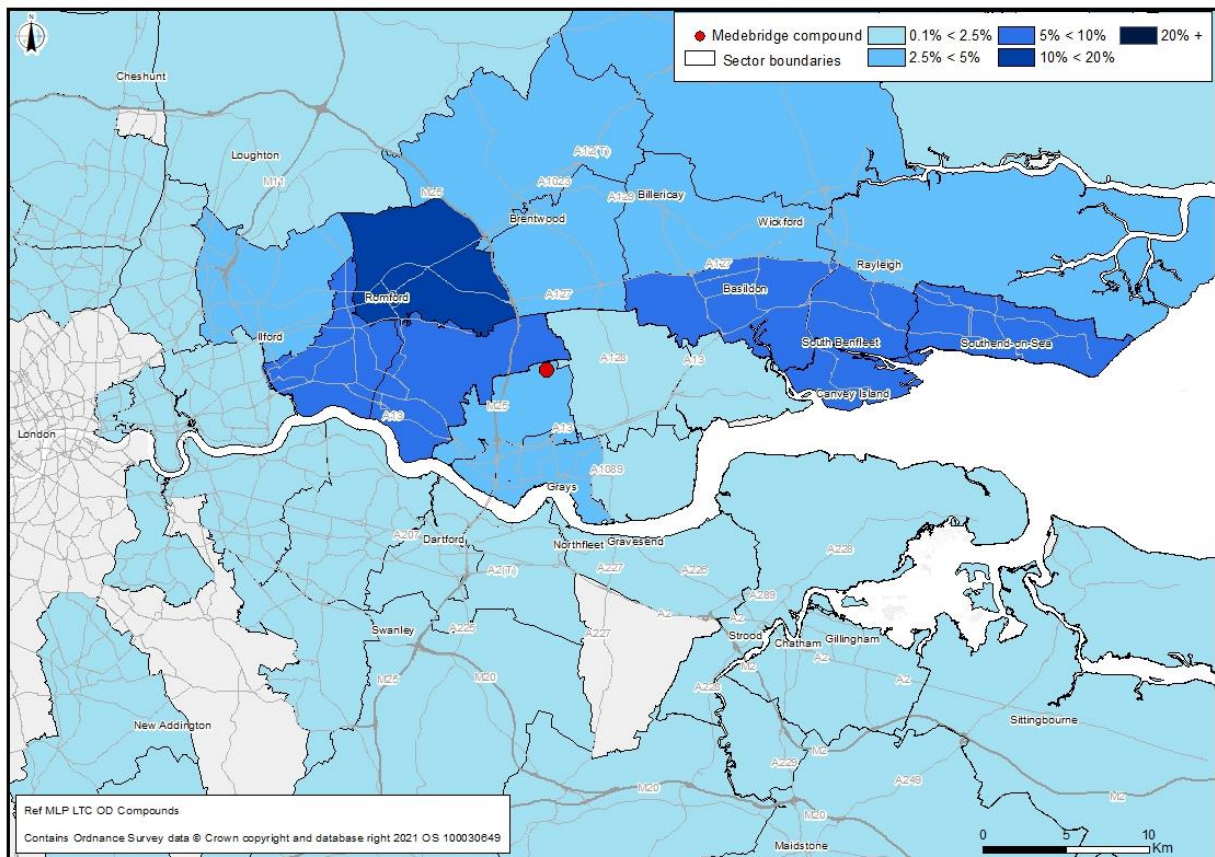 N
Medebridge compound
Sector boundaries
0.1% < 2.5%
2.5% < 5%
5% < 10%
10% < 20%
20% +
Cheshunt
Loughton
M11
M25
A12(T)
A1023
Brentwood
A129
Billericay
Wickford
A127
Rayleigh
Romford
A127
Basildon
Ilford
South Benfleet
Southend-on-Sea
A128
A13
Canvey Island
M25
A13
A13
London
A1089
Grays
A207
Dartford
Northfleet
Gravesend
A2(T)
A227
A226
A228
A289
A2
A2
Swanley
A225
A227
Strood
Chatham
Gillingham
A2
M2
A2
M25
M20
A228
New Addington
Sittingbourne
M2
A229
A249
M20
M2
M20
Maidstone
Ref MLP LTC OD Compounds
Contains Ordnance Survey data © Crown copyright and database right 2021 OS 100030649
0 5 10
Km